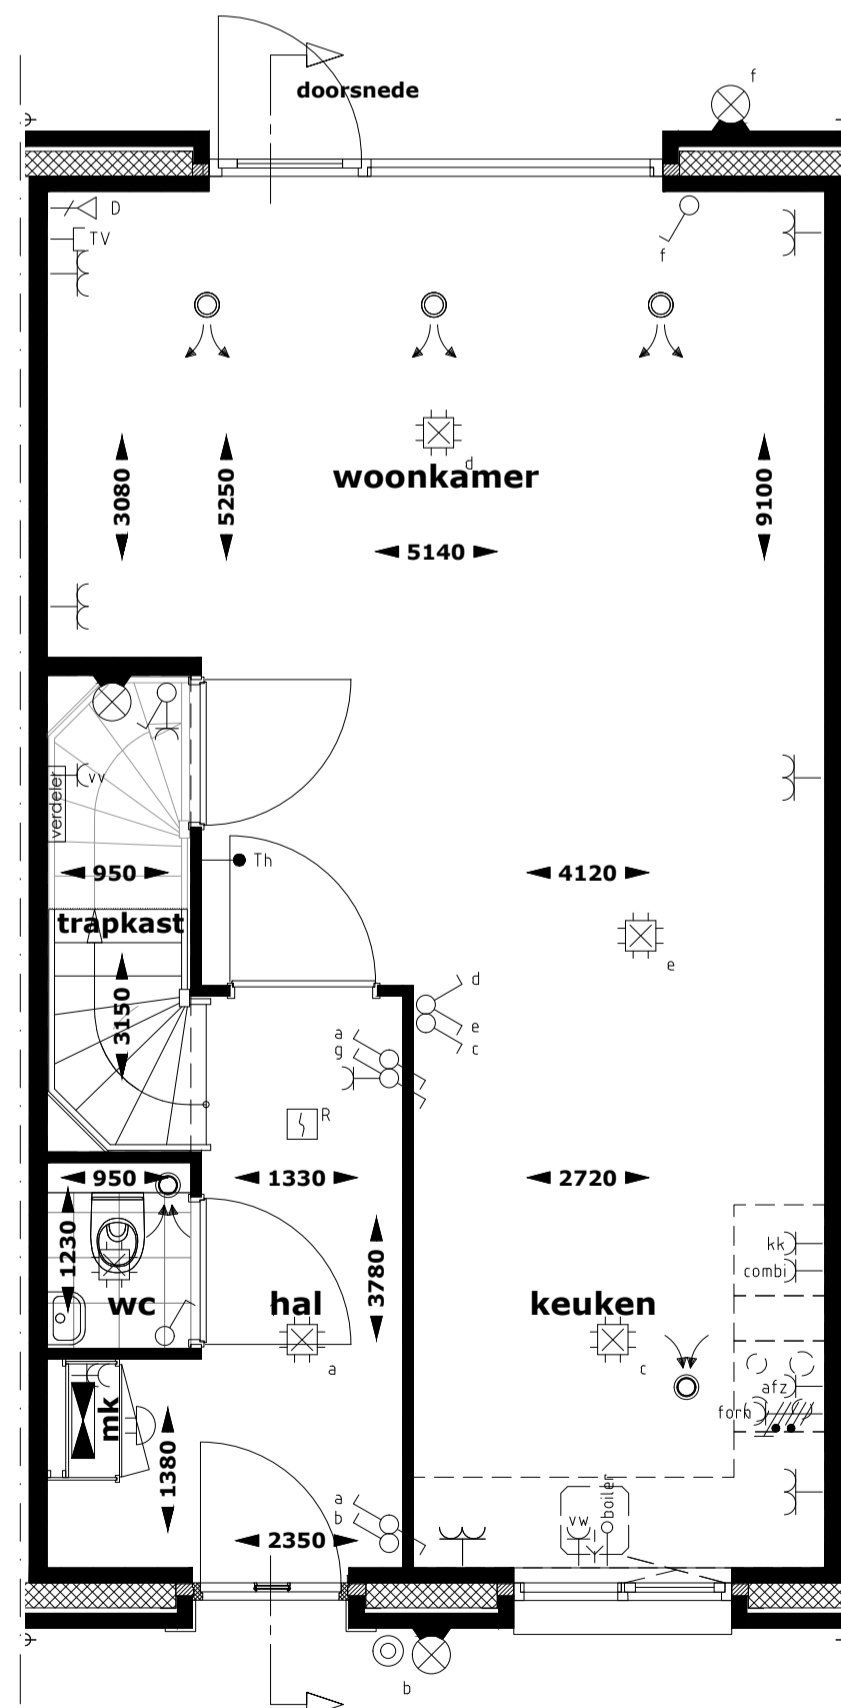 f
doorsnede
D
TV
f
d
woonkamer
3080
5250
9100
5140
vv
verdeler
950
Th
4120
trapkast
e
3150
d
e
c
a
g
R
950
1330
2720
1230
3780
kk
combi
wc
hal
keuken
a
c
afz
forn
mk
1380
boiler
vw
a
b
2350
b